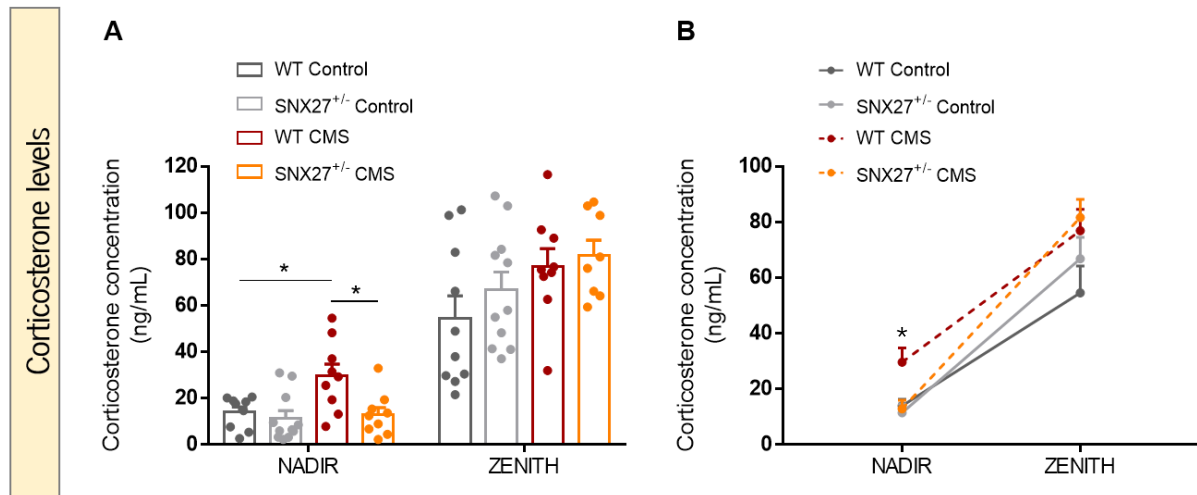 Corticosterone levels
A
WT Control
SNX27+/- Control
WT CMS
SNX27+/- CMS
Corticosterone concentration
(ng/mL)
120
100
80
60
40
20
0
*
*
NADIR
ZENITH
B
WT Control
SNX27+/- Control
WT CMS
SNX27+/- CMS
Corticosterone concentration
(ng/mL)
100
80
60
40
20
0
*
NADIR
ZENITH